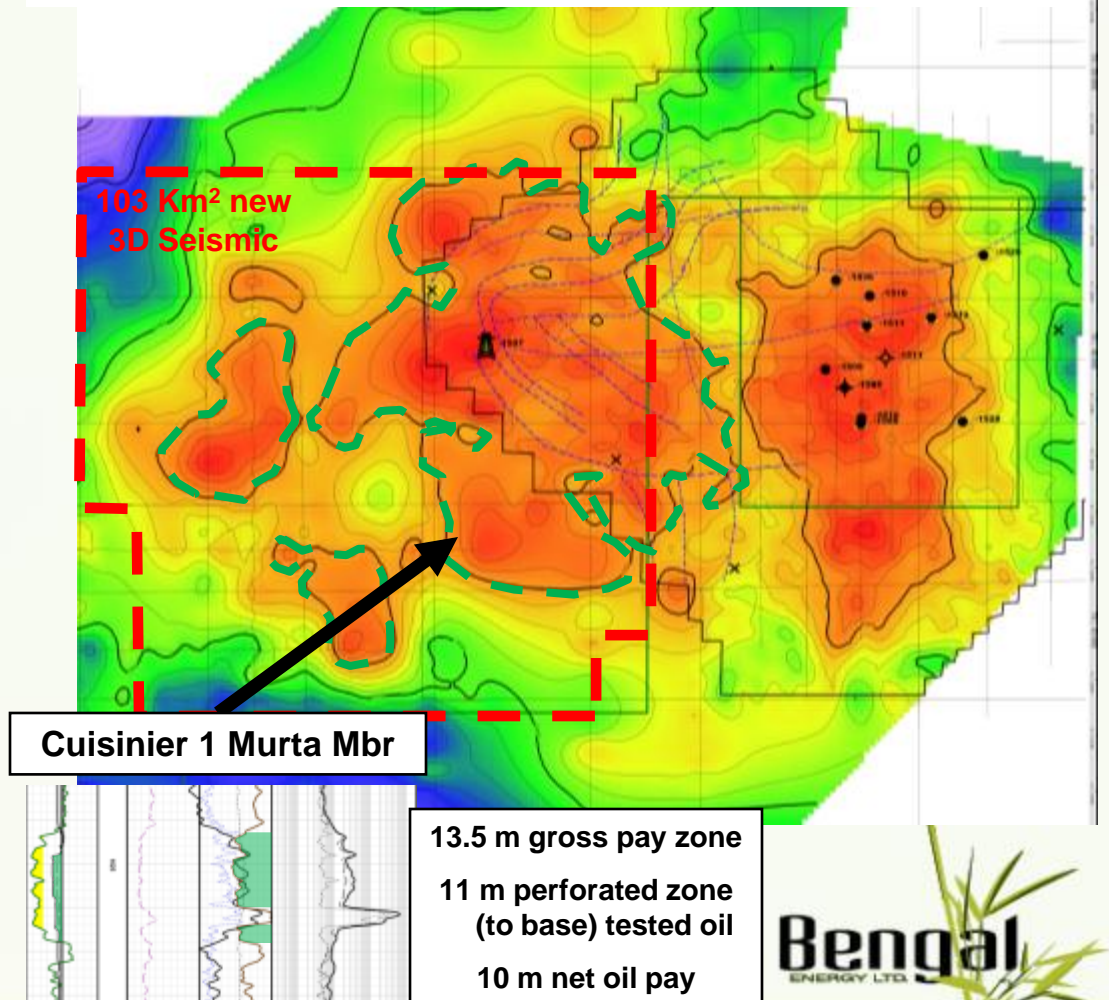 103 Km² new
3D Seismic
Cuisinier 1 Murta Mbr
13.5 m gross pay zone
11 m perforated zone
(to base) tested oil
10 m net oil pay
Bengal
ENERGY LTD.